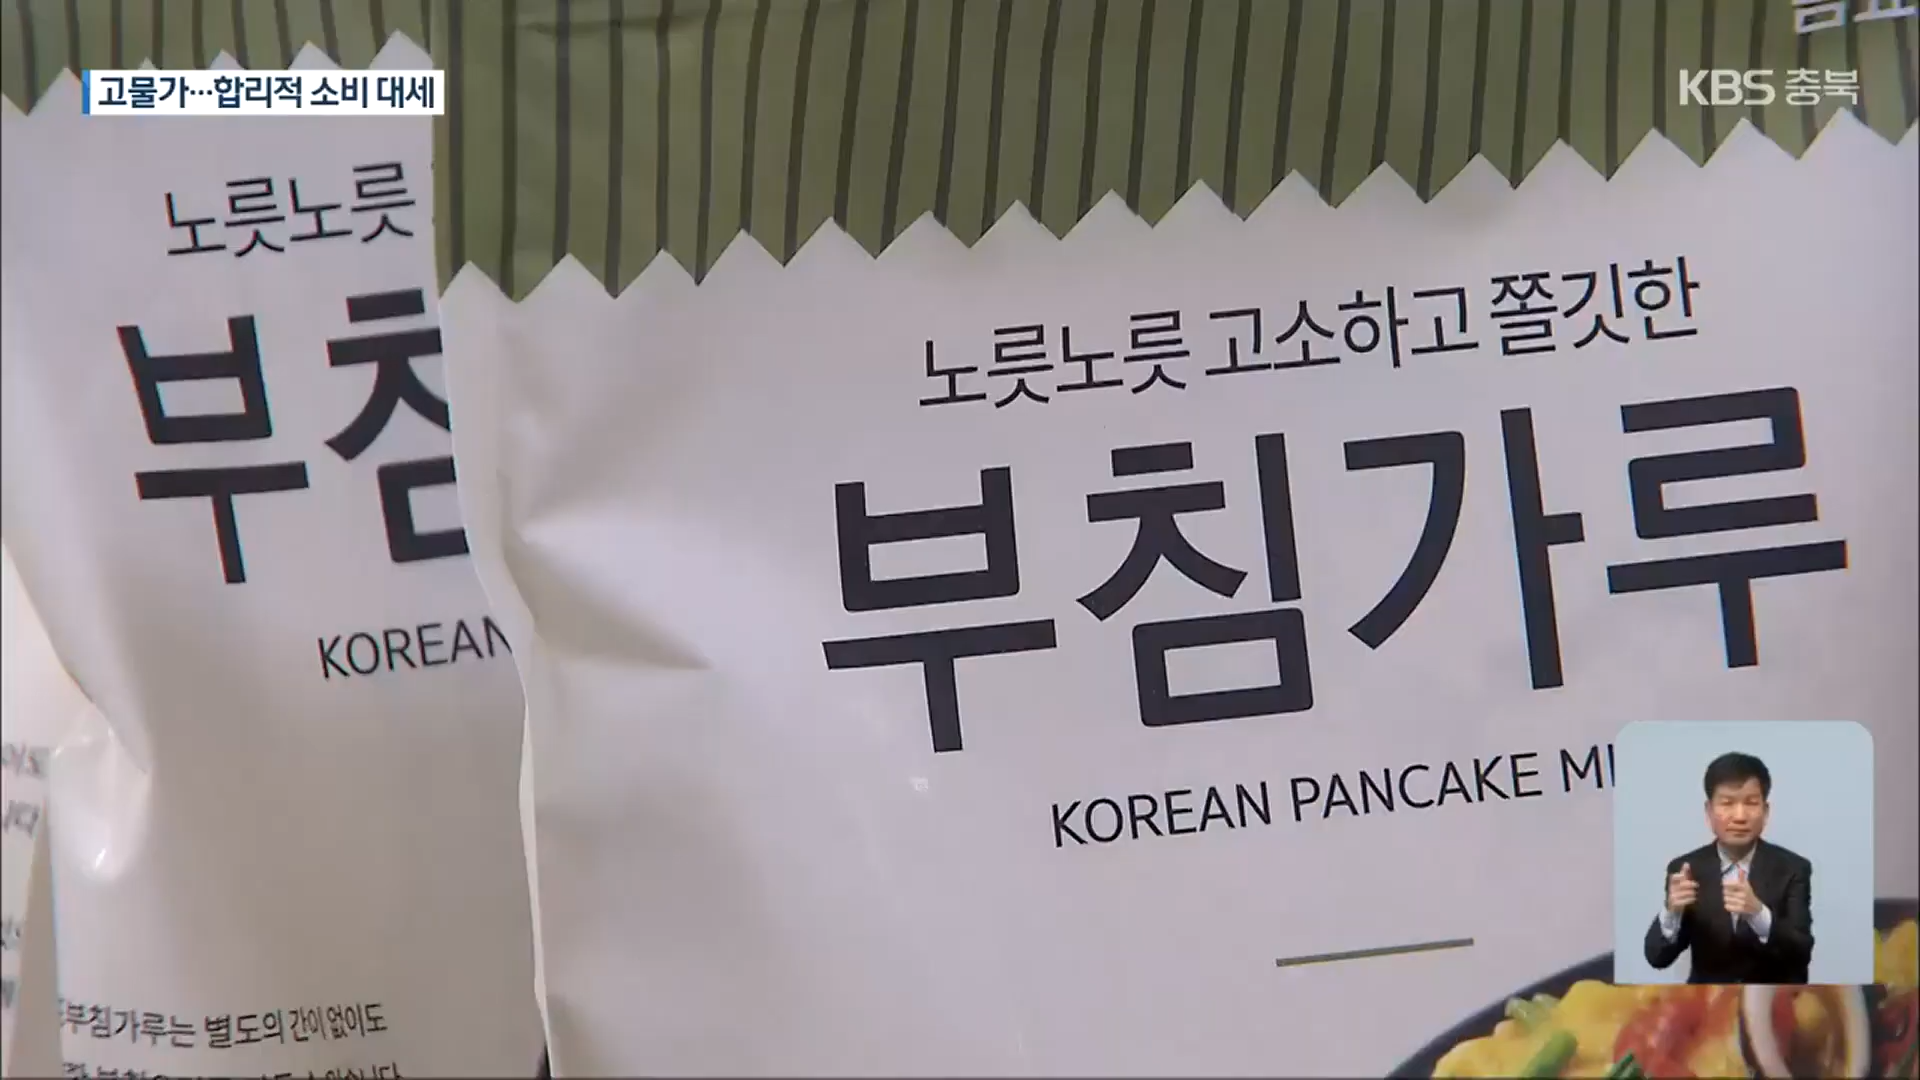 고물가…합리적 소비 대세
KBS 충북
노릇노릇
부침
KOREAN
부침가루는 별도의 간이 없이도
노릇노릇 고소하고 쫄깃한
부침가루
KOREAN PANCAKE MI